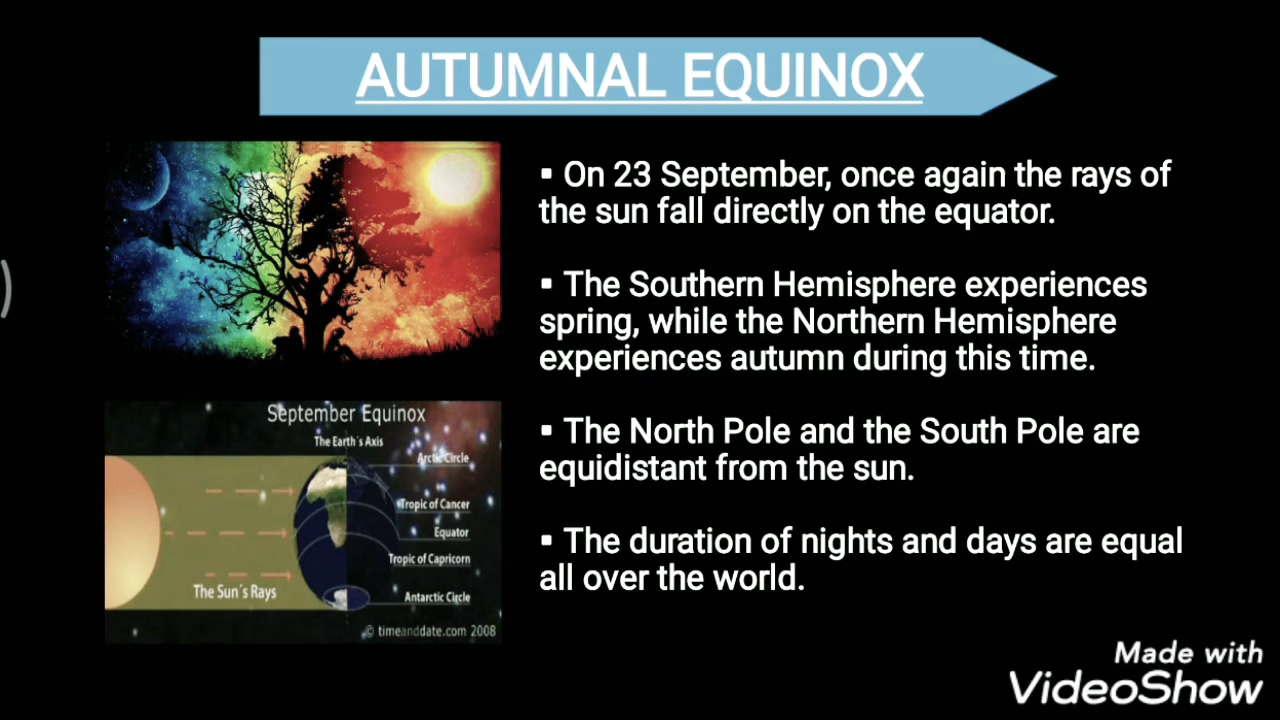 AUTUMNAL EQUINOX
▪ On 23 September, once again the rays of
the sun fall directly on the equator.
▪ The Southern Hemisphere experiences
spring, while the Northern Hemisphere
experiences autumn during this time.
▪ The North Pole and the South Pole are
equidistant from the sun.
▪ The duration of nights and days are equal
all over the world.
September Equinox
The Earth´s Axis
Arctic Circle
Tropic of Cancer
Equator
Tropic of Capricorn
The Sun´s Rays
Antarctic Circle
© timeanddate.com 2008
Made with
VideoShow